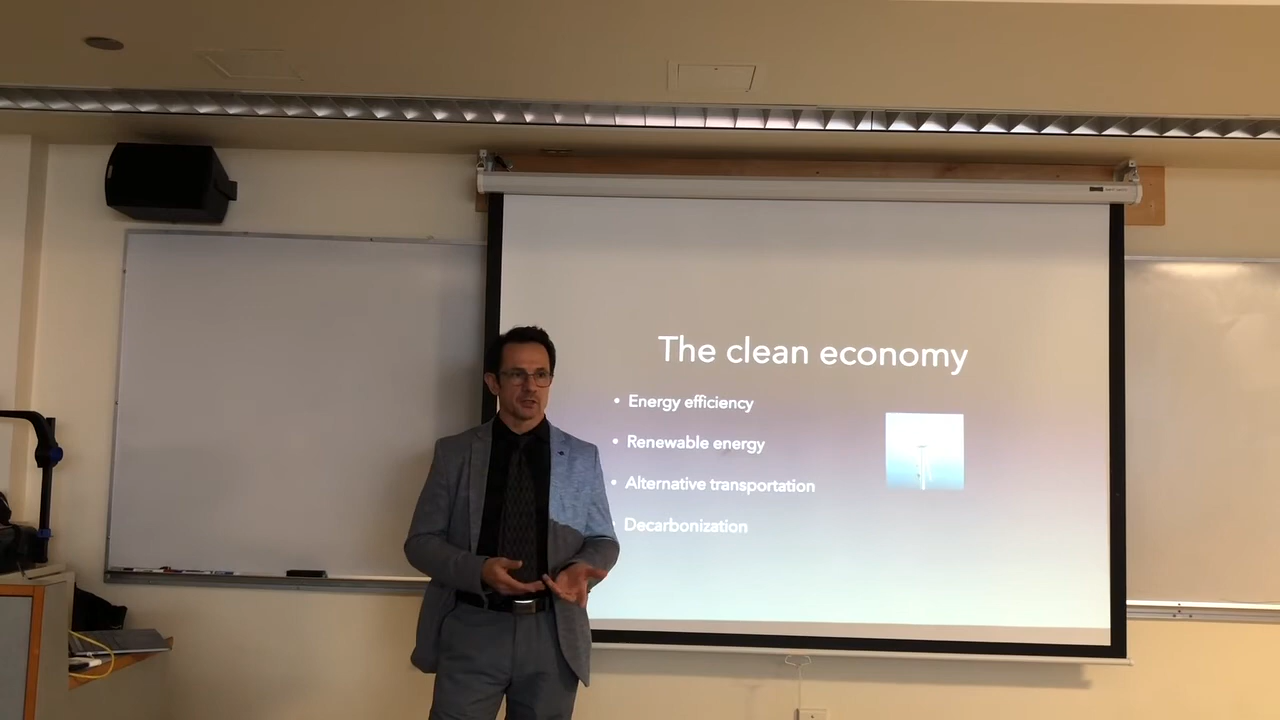 The clean economy
• Energy efficiency
• Renewable energy
• Alternative transportation
• Decarbonization